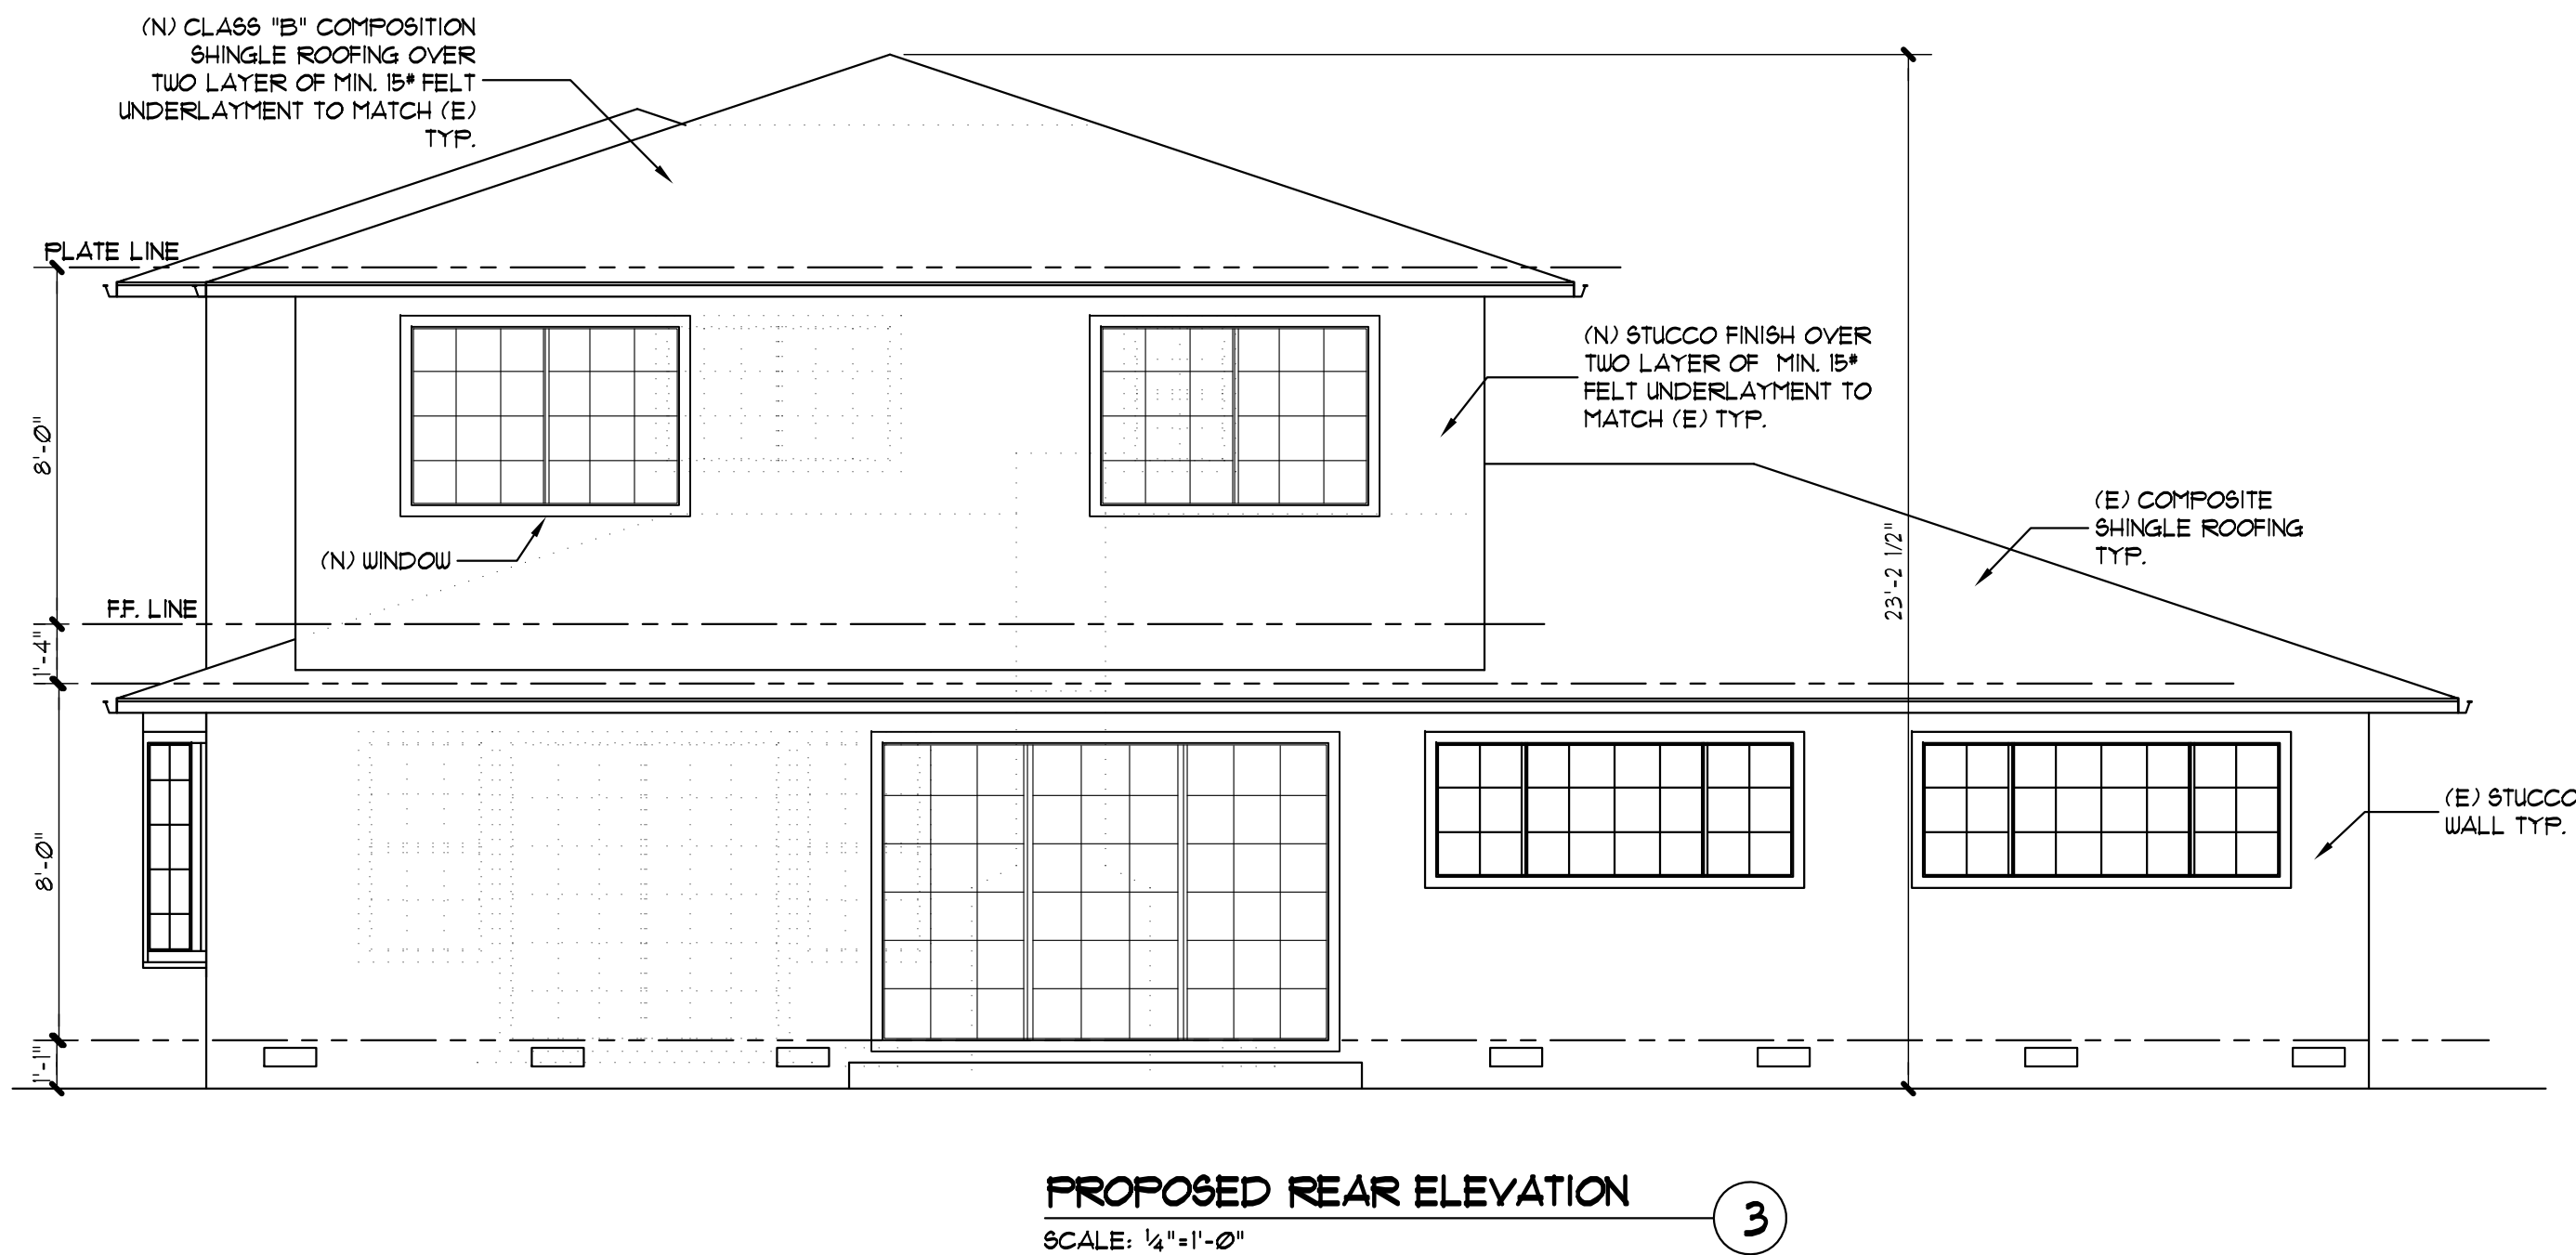 (N) CLASS "B" COMPOSITION
SHINGLE ROOFING OVER
TWO LAYER OF MIN. 15# FELT
UNDERLAYMENT TO MATCH (E)
TYP.
PLATE LINE
8'-0"
(N) STUCCO FINISH OVER
TWO LAYER OF MIN. 15#
FELT UNDERLAYMENT TO
MATCH (E) TYP.
(N) WINDOW
(E) COMPOSITE
SHINGLE ROOFING
TYP.
23'-2 1/2"
F.F. LINE
1'-4"
8'-0"
(E) STUCCO
WALL TYP.
1'-1"
PROPOSED REAR ELEVATION
3
SCALE: 1/4"=1'-0"